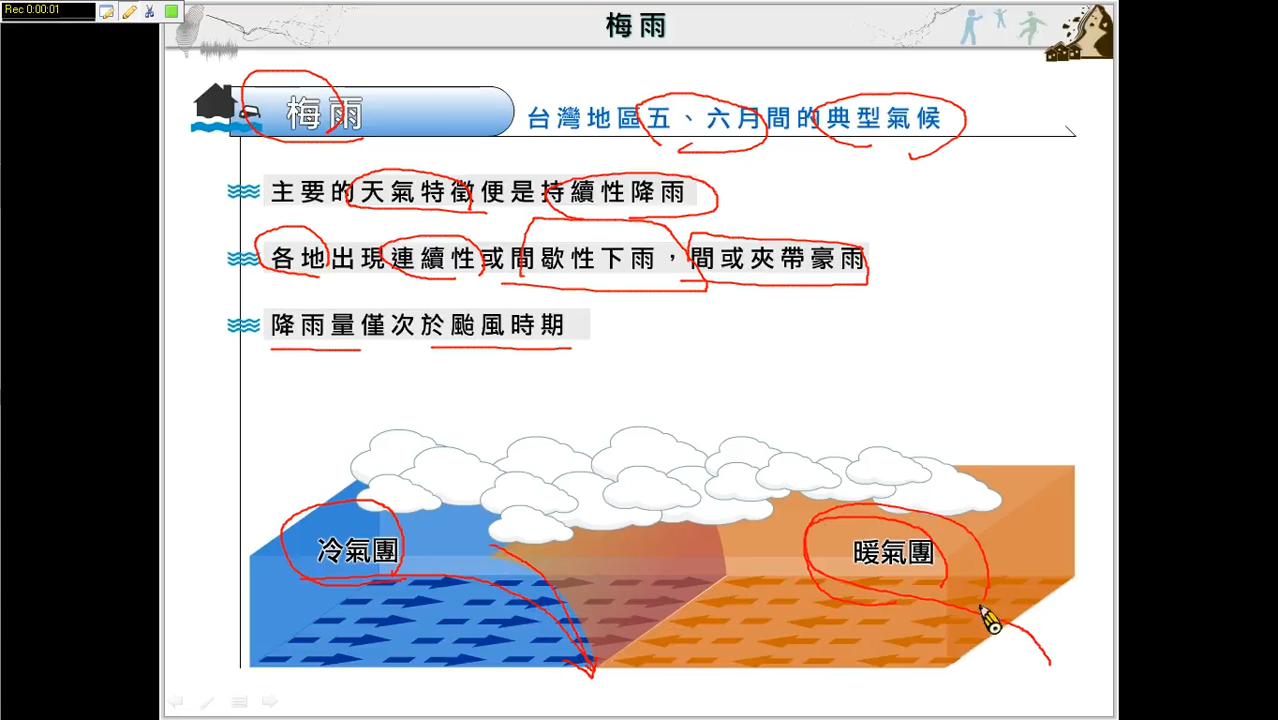 Rec 0:00:01
梅雨
梅雨
台灣地區五、六月間的典型氣候
主要的天氣特徵便是持續性降雨
各地出現連續性或間歇性下雨，間或夾帶豪雨
降雨量僅次於颱風時期
冷氣團
暖氣團